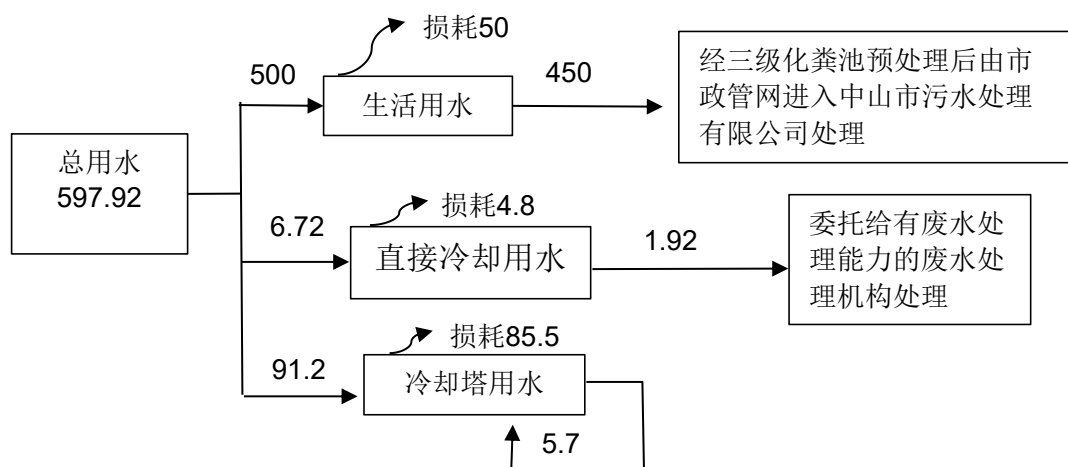 损耗50
500
生活用水
450
经三级化粪池预处理后由市
政管网进入中山市污水处理
有限公司处理
总用水
597.92
损耗4.8
6.72
直接冷却用水
1.92
委托给有废水处
理能力的废水处
理机构处理
损耗85.5
91.2
冷却塔用水
5.7